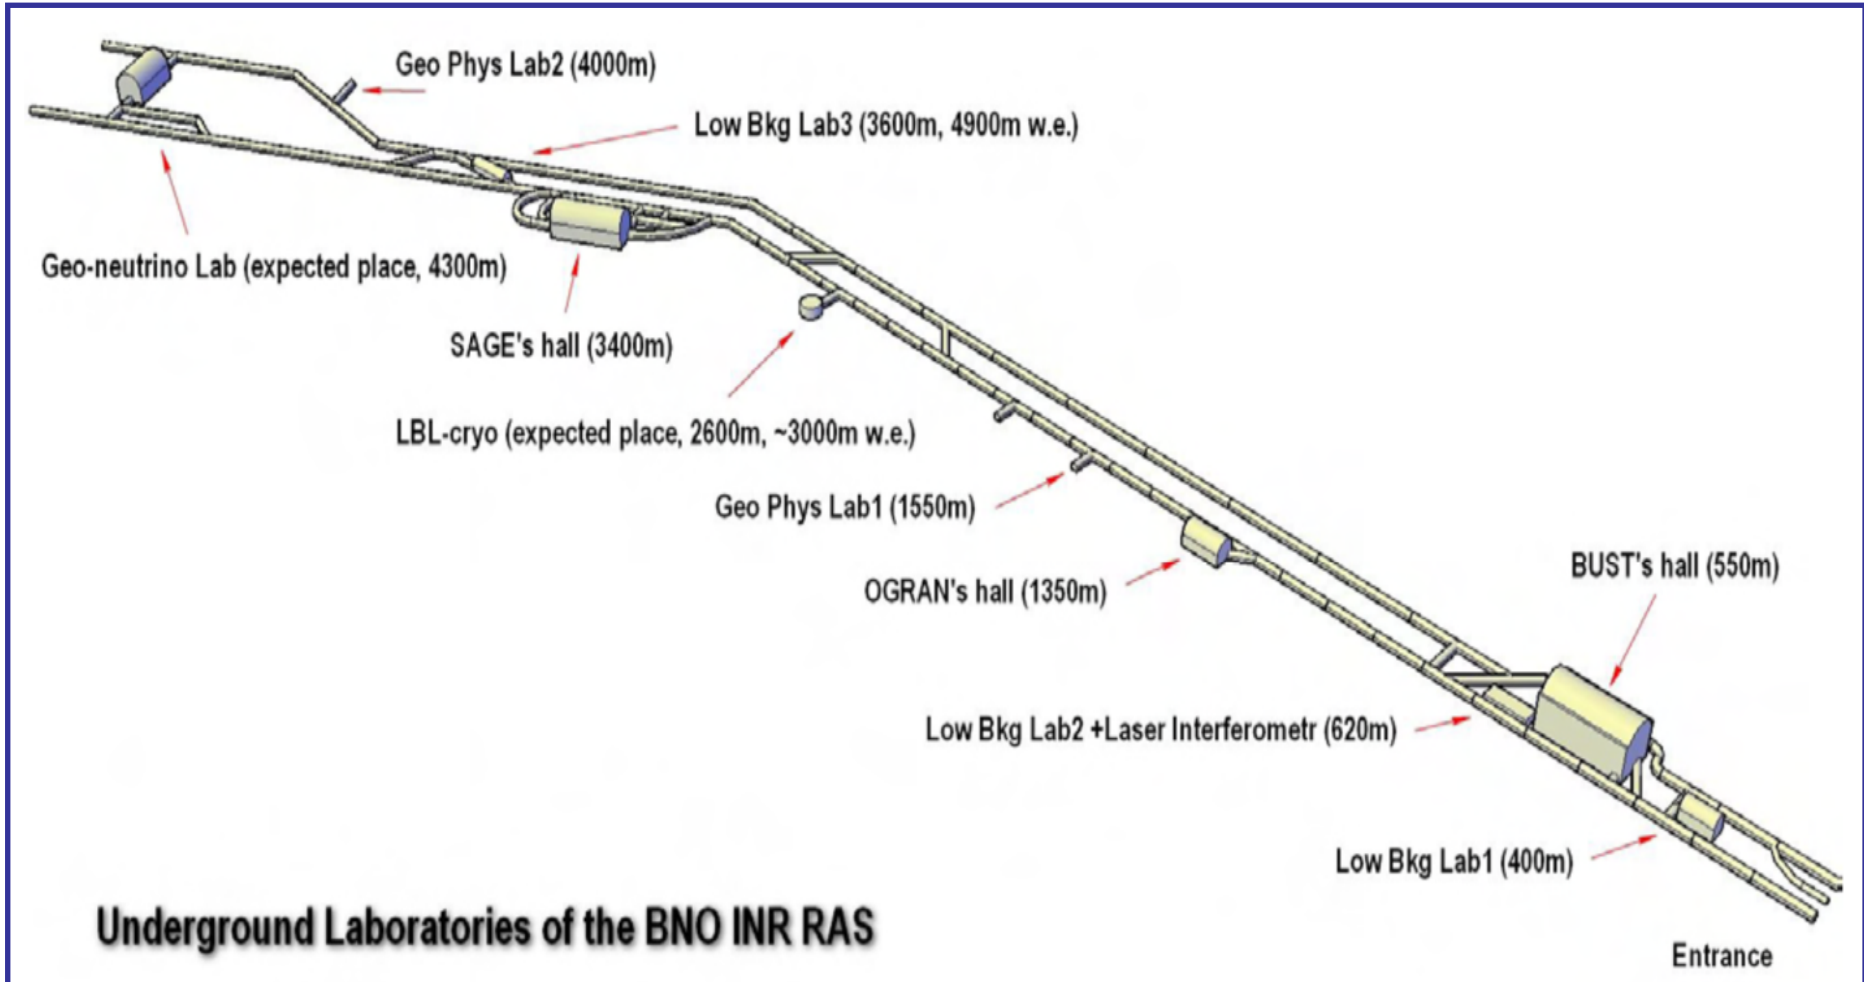 Geo Phys Lab2 (4000m)
Low Bkg Lab3 (3600m, 4900m w.e.)
Geo-neutrino Lab (expected place, 4300m)
SAGE's hall (3400m)
LBL-cryo (expected place, 2600m, ~3000m w.e.)
Geo Phys Lab1 (1550m)
OGRAN's hall (1350m)
BUST's hall (550m)
Low Bkg Lab2 +Laser Interferometr (620m)
Low Bkg Lab1 (400m)
Underground Laboratories of the BNO INR RAS
Entrance